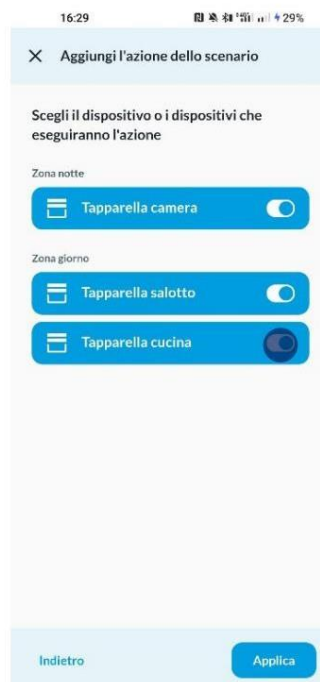 16:29
29%
Aggiungi l'azione dello scenario
Scegli il dispositivo o i dispositivi che
eseguiranno l'azione
Zona notte
Tapparella camera
Zona giorno
Tapparella salotto
Tapparella cucina
Indietro
Applica